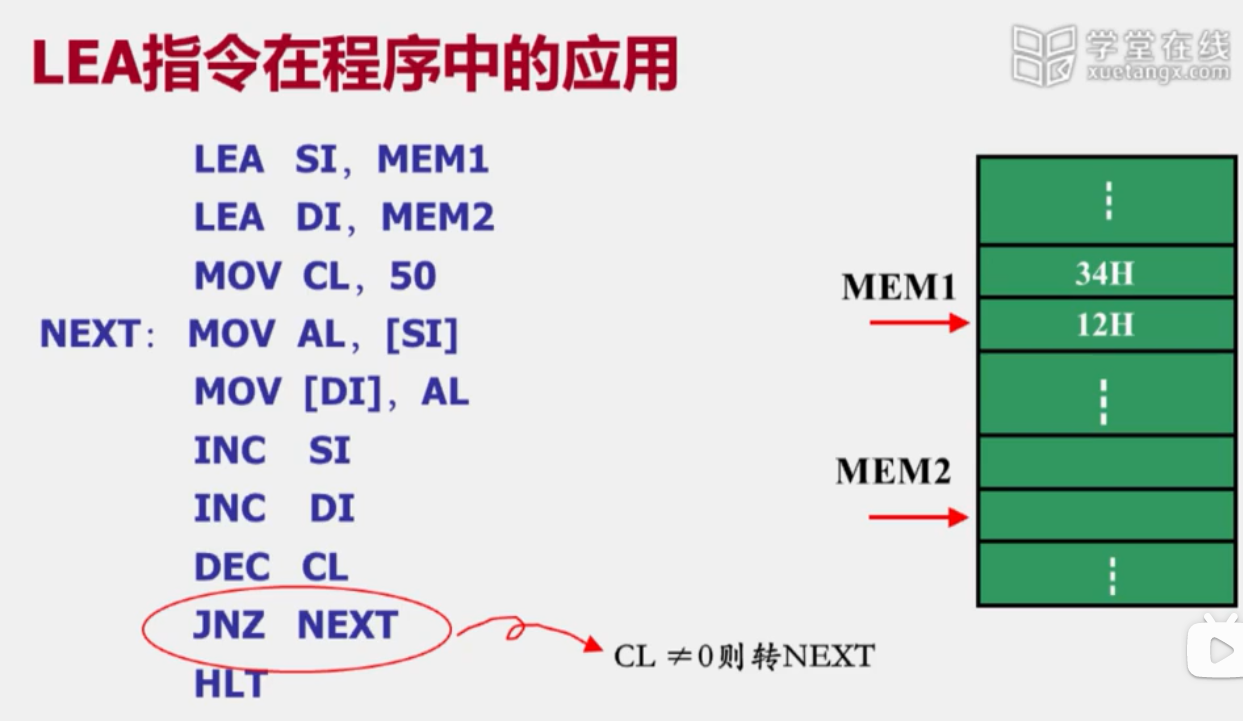 LEA指令在程序中的应用
学堂在线
xuetangx.com
LEA SI，MEM1
LEA DI，MEM2
MOV CL，50
NEXT：MOV AL，[SI]
MOV [DI]，AL
INC SI
INC DI
DEC CL
JNZ NEXT
HLT
CL ≠0则转NEXT
MEM1
34H
12H
MEM2